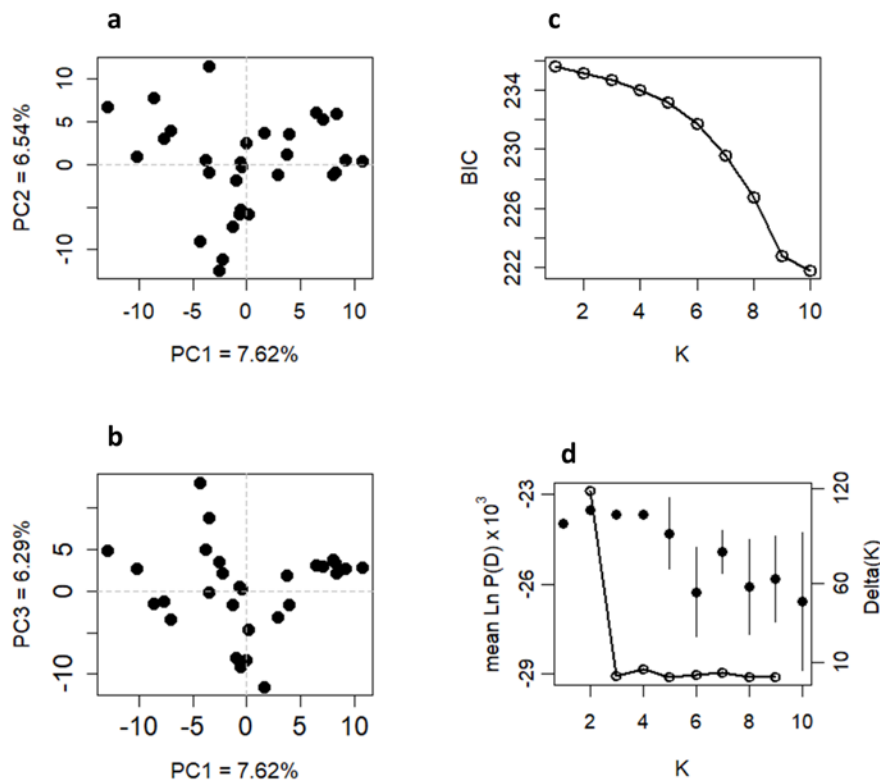 a
PC2 = 6.54%
10
5
0
-10
-10
-5
0
5
10
PC1 = 7.62%
c
BIC
234
230
226
222
2
4
6
8
10
K
b
PC3 = 6.29%
5
0
-10
-10
-5
0
5
10
PC1 = 7.62%
d
mean Ln P(D) x10³
-23
-26
-29
120
60
10
Delta(K)
2
4
6
8
10
K